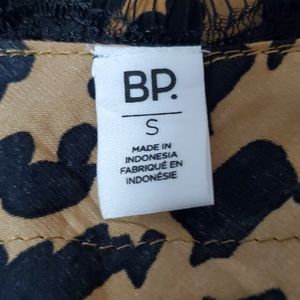 BP.
S
MADE IN
INDONESIA
FABRIQUÉ EN
INDONÉSIE